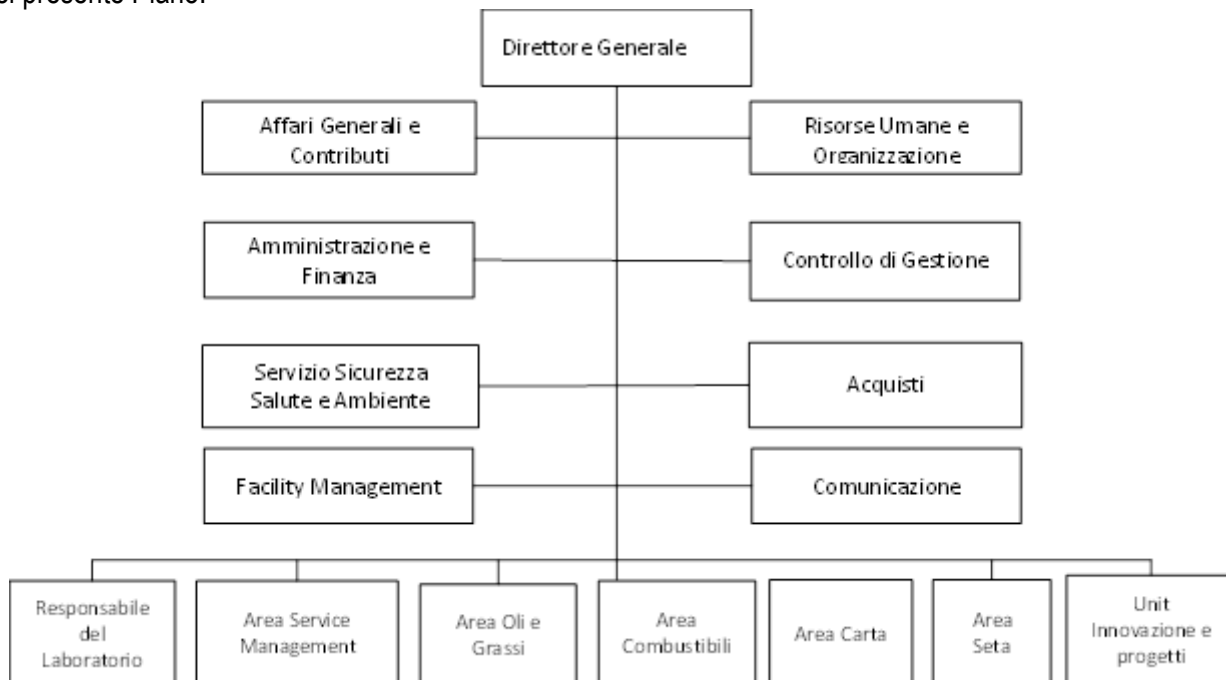 presente Piano.
Direttore Generale
Affari Generali e
Contributi
Risorse Umane e
Organizzazione
Amministrazione e
Finanza
Controllo di Gestione
Servizio Sicurezza
Salute e Ambiente
Acquisti
Facility Management
Comunicazione
Responsabile
del
Laboratorio
Area Service
Management
Area Oli e
Grassi
Area
Combustibili
Area Carta
Area
Seta
Unit
Innovazione e
progetti